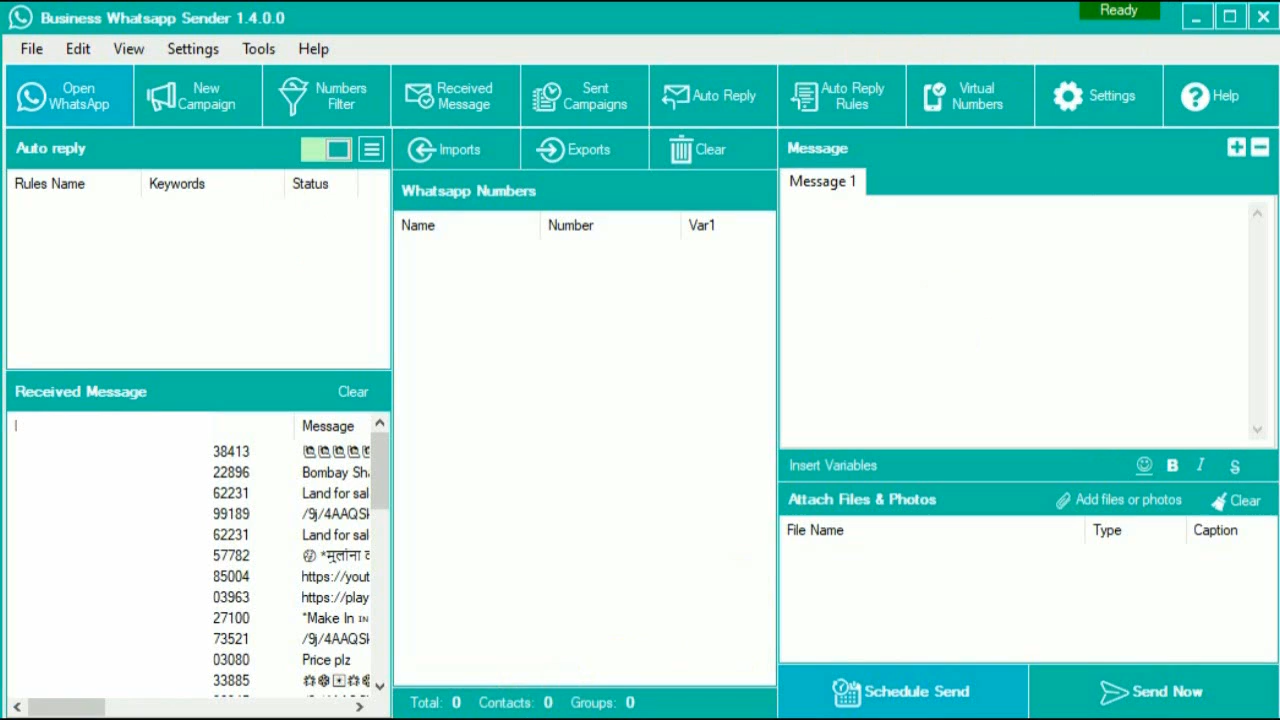 Business Whatsapp Sender 1.4.0.0
Ready
File Edit View Settings Tools Help
Open WhatsApp
New Campaign
Numbers Filter
Received Message
Sent Campaigns
Auto Reply
Auto Reply Rules
Virtual Numbers
Settings
Help
Auto reply
Rules Name Keywords Status
Received Message Clear
Message
38413
22896 Bombay Sha
62231 Land for sal
99189 /9j/4AAQSk
62231 Land for sal
57782 *मुलांना
85004 https://yout
03963 https://play
27100 *Make In IN
73521 /9j/4AAQSk
03080 Price plz
33885
Imports Exports Clear
Whatsapp Numbers
Name Number Var1
Total: 0 Contacts: 0 Groups: 0
Message
Message 1
Insert Variables B I S
Attach Files & Photos Add files or photos Clear
File Name Type Caption
Schedule Send Send Now